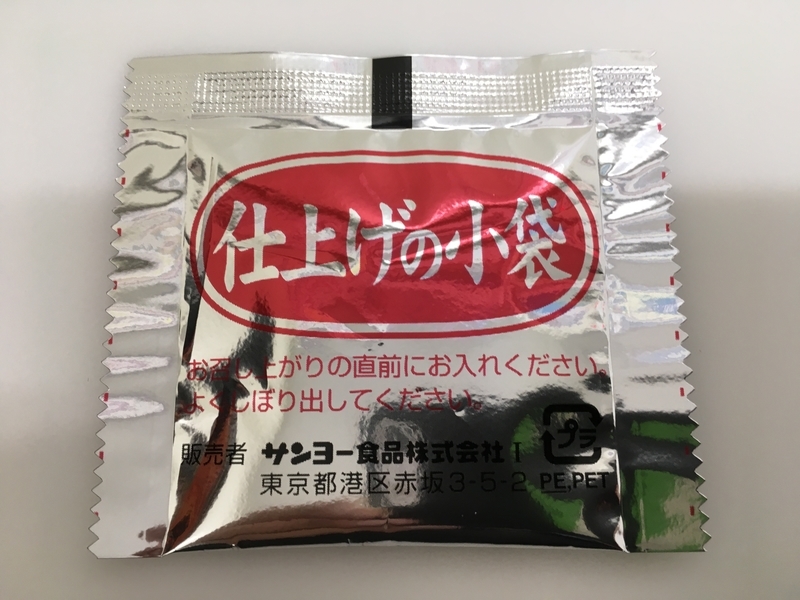 仕上げの小袋
お召し上がりの直前にお入れください。
よくしぼり出してください。
販売者 サンヨー食品株式会社 I
東京都港区赤坂3-5-2
プラ
PE,PET